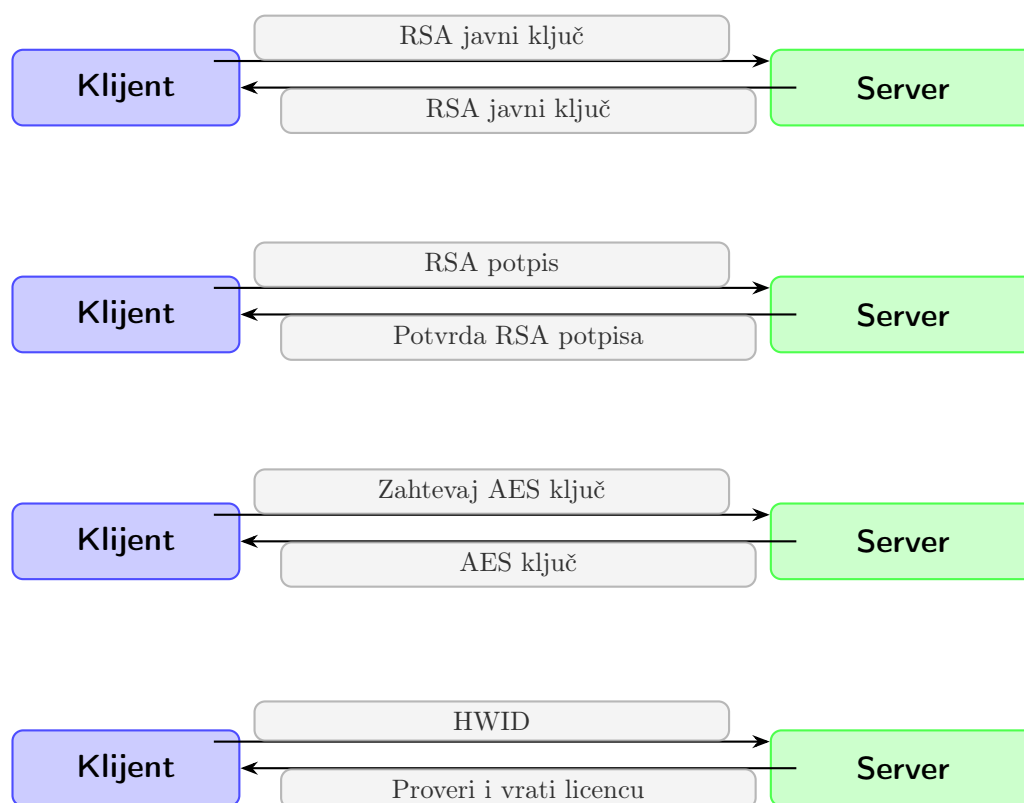 RSA javni ključ
Klijent
Server
RSA javni ključ
RSA potpis
Klijent
Server
Potvrda RSA potpisa
Zahtevaj AES ključ
Klijent
Server
AES ključ
HWID
Klijent
Server
Proveri i vrati licencu